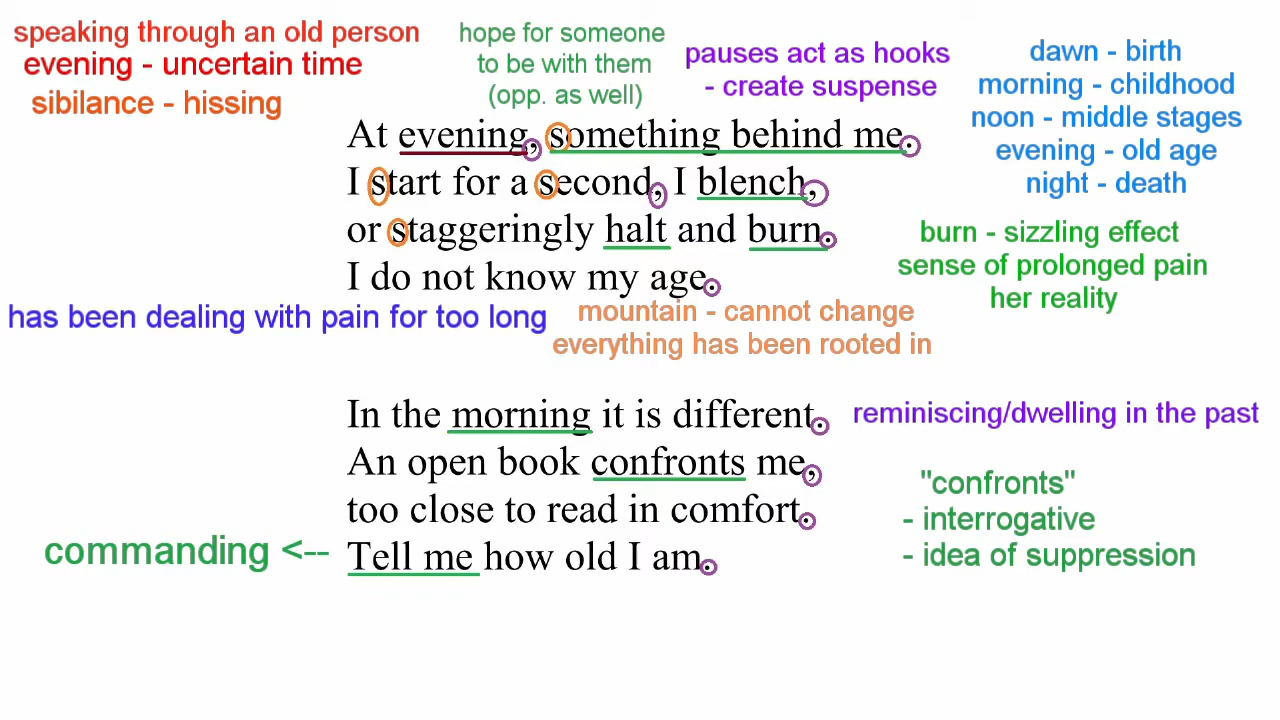 speaking through an old person
evening - uncertain time
sibilance - hissing
hope for someone
to be with them
(opp. as well)
pauses act as hooks
- create suspense
dawn - birth
morning - childhood
noon - middle stages
evening - old age
night - death
At evening, something behind me.
I start for a second, I blench,
or staggeringly halt and burn.
I do not know my age.
burn - sizzling effect
sense of prolonged pain
her reality
has been dealing with pain for too long
mountain - cannot change
everything has been rooted in
In the morning it is different.
An open book confronts me,
too close to read in comfort.
Tell me how old I am.
reminiscing/dwelling in the past
"confronts"
- interrogative
- idea of suppression
commanding <--